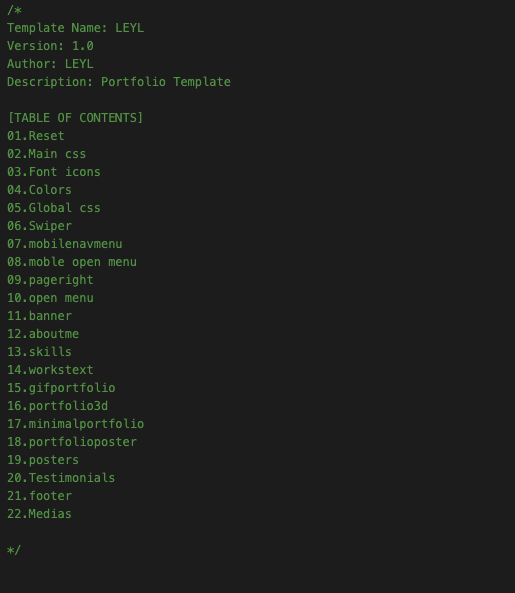 /*
Template Name: LEYL
Version: 1.0
Author: LEYL
Description: Portfolio Template
[TABLE OF CONTENTS]
01.Reset
02.Main css
03.Font icons
04.Colors
05.Global css
06.Swiper
07.mobilenavmenu
08.moble open menu
09.pageright
10.open menu
11.banner
12.aboutme
13.skills
14.workstext
15.gifportfolio
16.portfolio3d
17.minimalportfolio
18.portfolioposter
19.posters
20.Testimonials
21.footer
22.Medias
*/